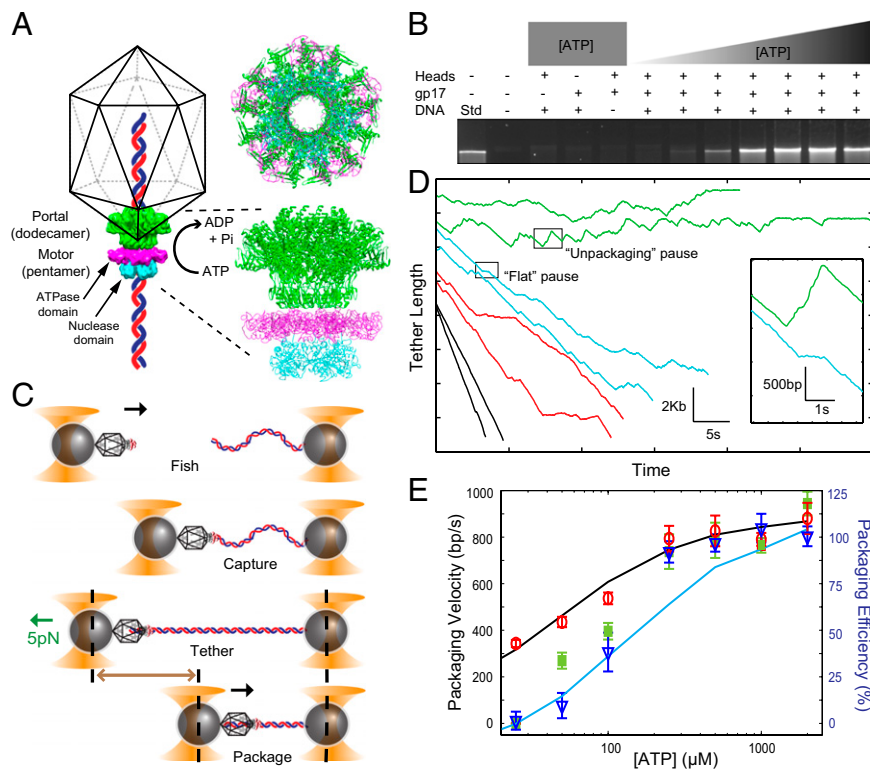 A
Portal
(dodecamer)
Motor
(pentamer)
ATPase
domain
Nuclease
domain
ADP
+ Pi
ATP
B
[ATP]
[ATP]
Heads - - + - + + + + + + +
gp17 - - - + + + + + + + +
DNA Std - + + - + + + + + +
C
Fish
Capture
5pN
Tether
Package
D
Tether Length
"Unpackaging" pause
"Flat" pause
2Kb
5s
500bp
1s
Time
E
Packaging Velocity (bp/s)
1000
800
600
400
200
0
100
1000
[ATP] (µM)
125
100
75
50
25
0
Packaging Efficiency (%)